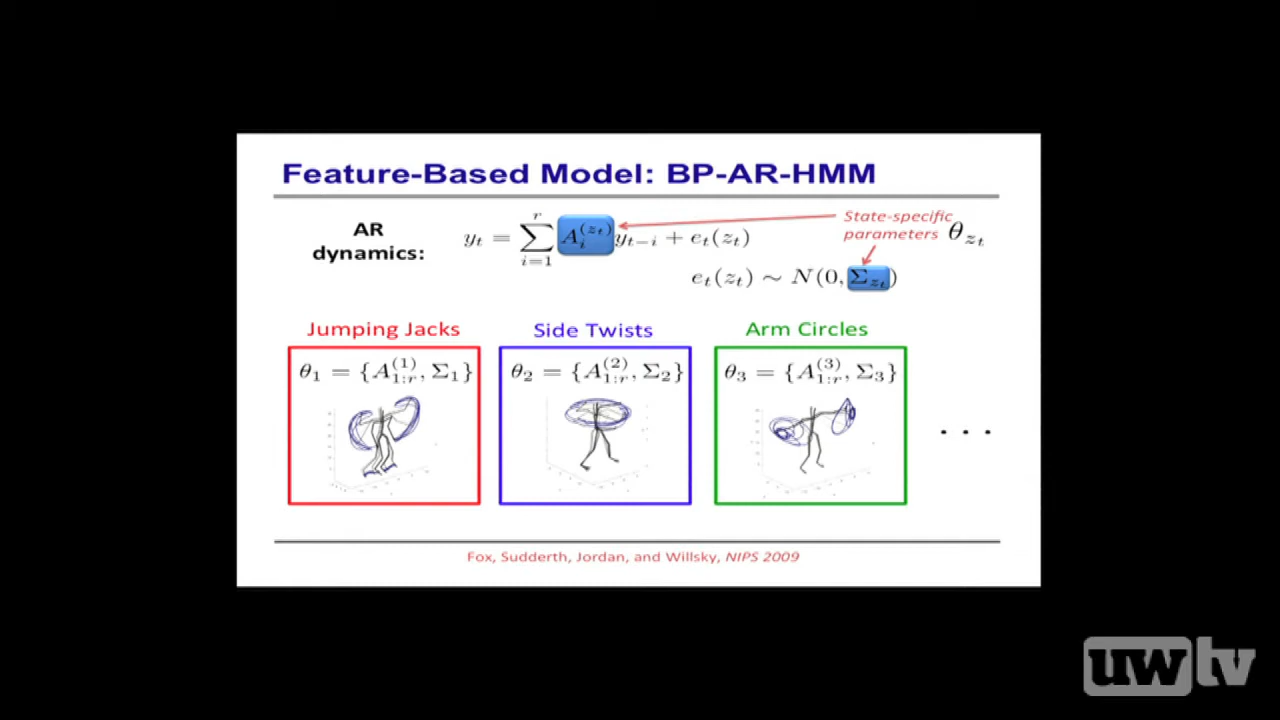 Feature-Based Model: BP-AR-HMM
AR
dynamics:
y_t = \sum_{i=1}^{r} A_i^{(z_t)} y_{t-i} + e_t(z_t)
e_t(z_t) ∼ N(0, Σ_{z_t})
State-specific
parameters θ_{z_t}
Jumping Jacks
θ_1 = {A_{1:r}^{(1)}, Σ_1}
Side Twists
θ_2 = {A_{1:r}^{(2)}, Σ_2}
Arm Circles
θ_3 = {A_{1:r}^{(3)}, Σ_3}
. . .
Fox, Sudderth, Jordan, and Willsky, NIPS 2009
uwtv